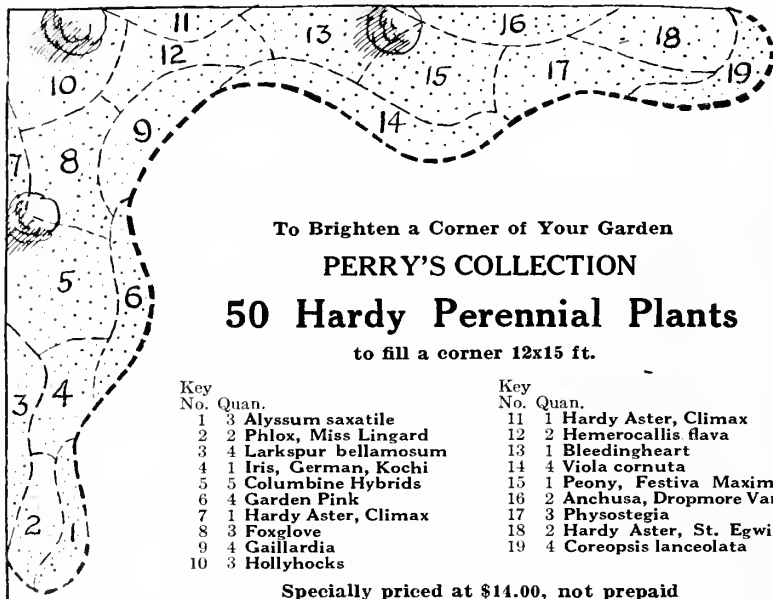 11
16
13
18
12
10
15
17
19
14
9
7
8
5
6
3
4
2
1
To Brighten a Corner of Your Garden
PERRY'S COLLECTION
50 Hardy Perennial Plants
to fill a corner 12x15 ft.
Key
No. Quan.
1 3 Alyssum saxatile
2 2 Phlox, Miss Lingard
3 4 Larkspur bellamosum
4 1 Iris, German, Kochi
5 5 Columbine Hybrids
6 4 Garden Pink
7 1 Hardy Aster, Climax
8 3 Foxglove
9 4 Gaillardia
10 3 Hollyhocks
Key
No. Quan.
11 1 Hardy Aster, Climax
12 2 Hemerocallis flava
13 1 Bleedingheart
14 4 Viola cornuta
15 1 Peony, Festiva Maxim
16 2 Anchusa, Dropmore Var
17 3 Physostegia
18 2 Hardy Aster, St. Egwi
19 4 Coreopsis lanceolata
Specially priced at $14.00, not prepaid